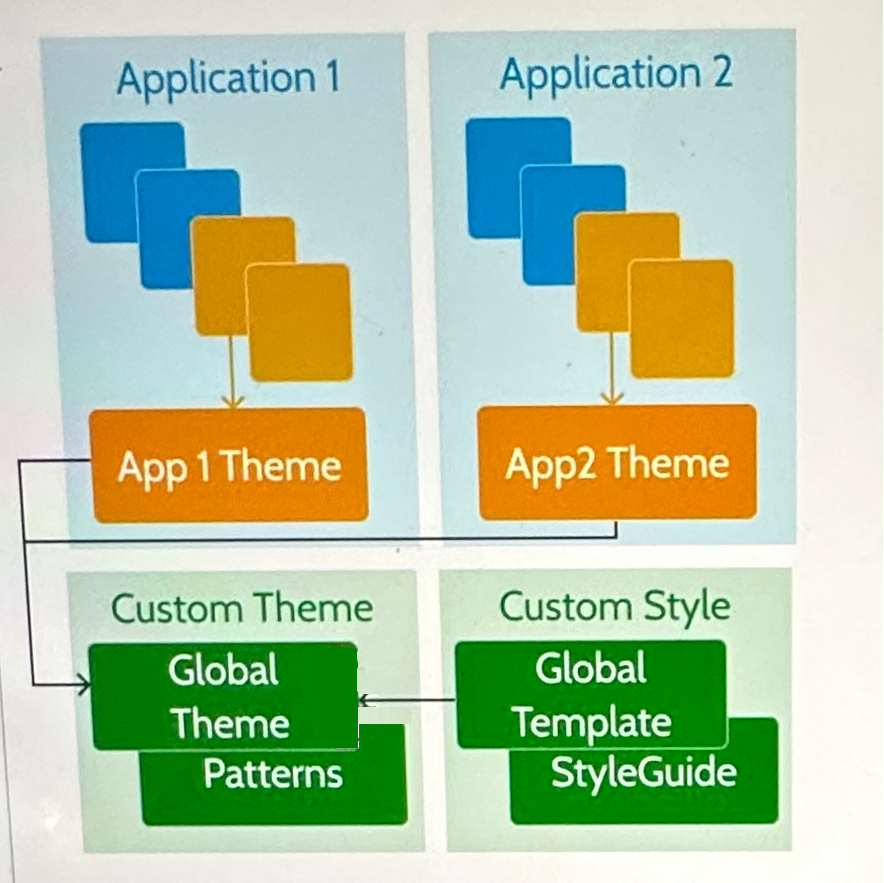 Application 1
Application 2
App 1 Theme
App2 Theme
Custom Theme
Custom Style
Global
Theme
Global
Template
Patterns
StyleGuide